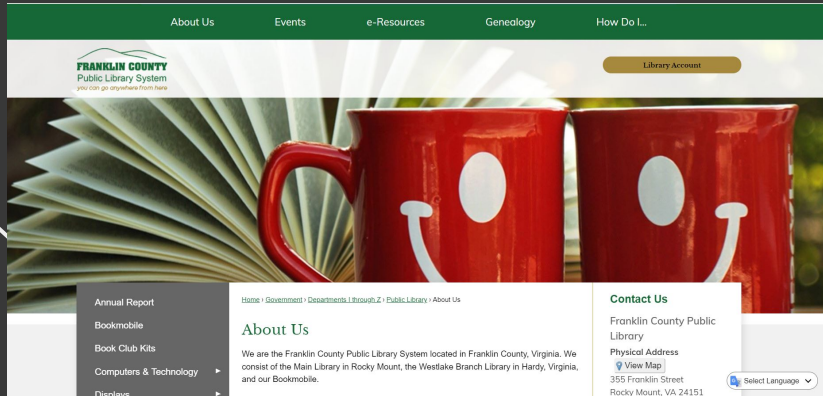 About Us Events e-Resources Genealogy How Do I...
FRANKLIN COUNTY
Public Library System
you can go anywhere from here
Library Account
Annual Report
Bookmobile
Book Club Kits
Computers & Technology
Displays
Home › Government › Departments I through Z › Public Library › About Us
About Us
We are the Franklin County Public Library System located in Franklin County, Virginia. We
consist of the Main Library in Rocky Mount, the Westlake Branch Library in Hardy, Virginia,
and our Bookmobile.
Contact Us
Franklin County Public
Library
Physical Address
View Map
355 Franklin Street
Rocky Mount, VA 24151
Select Language